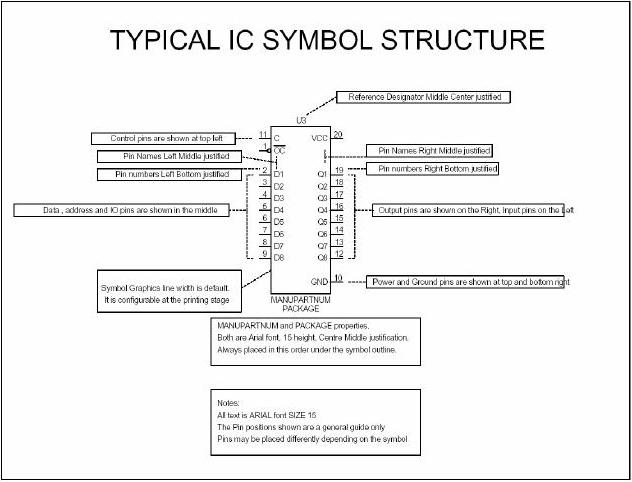 TYPICAL IC SYMBOL STRUCTURE
Reference Designator Middle Center justified
U3
Control pins are shown at top left
11 C VCC 20
1 OC
Pin Names Left Middle justified
Pin Names Right Middle justified
Pin numbers Left Bottom justified
Pin numbers Right Bottom justified
2 D1 Q1 19
3 D2 Q2 18
4 D3 Q3 17
5 D4 Q4 16
6 D5 Q5 15
7 D6 Q6 14
8 D7 Q7 13
9 D8 Q8 12
Data , address and IO pins are shown in the middle
Output pins are shown on the Right, Input pins on the Left
GND 10
Power and Ground pins are shown at top and bottom right
Symbol Graphics line width is default.
It is configurable at the printing stage
MANUPARTNUM
PACKAGE
MANUPARTNUM and PACKAGE properties.
Both are Arial font, 15 height, Centre Middle justification.
Always placed in this order under the symbol outline.
Notes:
All text is ARIAL font SIZE 15
The Pin positions shown are a general guide only
Pins may be placed differently depending on the symbol